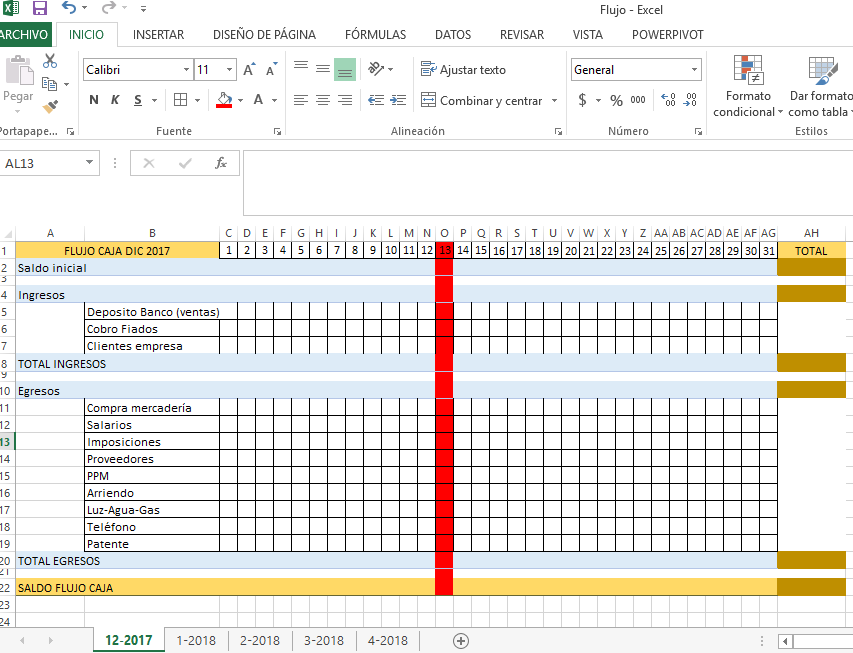 Flujo - Excel
ARCHIVO INICIO INSERTAR DISEÑO DE PÁGINA FÓRMULAS DATOS REVISAR VISTA POWERPIVOT
Pegar
Calibri 11 A A Ajustar texto General
N K S A Combinar y centrar $ % 000
Formato condicional
Dar formato como tabla
Portapape... Fuente Alineación Número Estilos
AL13 fx
A B C D E F G H I J K L M N O P Q R S T U V W X Y Z AA AB AC AD AE AF AG AH
1 FLUJO CAJA DIC 2017 1 2 3 4 5 6 7 8 9 10 11 12 13 14 15 16 17 18 19 20 21 22 23 24 25 26 27 28 29 30 31 TOTAL
2 Saldo inicial
3
4 Ingresos
5 Deposito Banco (ventas)
6 Cobro Fiados
7 Clientes empresa
8 TOTAL INGRESOS
9
10 Egresos
11 Compra mercadería
12 Salarios
13 Imposiciones
14 Proveedores
15 PPM
16 Arriendo
17 Luz-Agua-Gas
18 Teléfono
19 Patente
20 TOTAL EGRESOS
21
22 SALDO FLUJO CAJA
23
24
12-2017 1-2018 2-2018 3-2018 4-2018